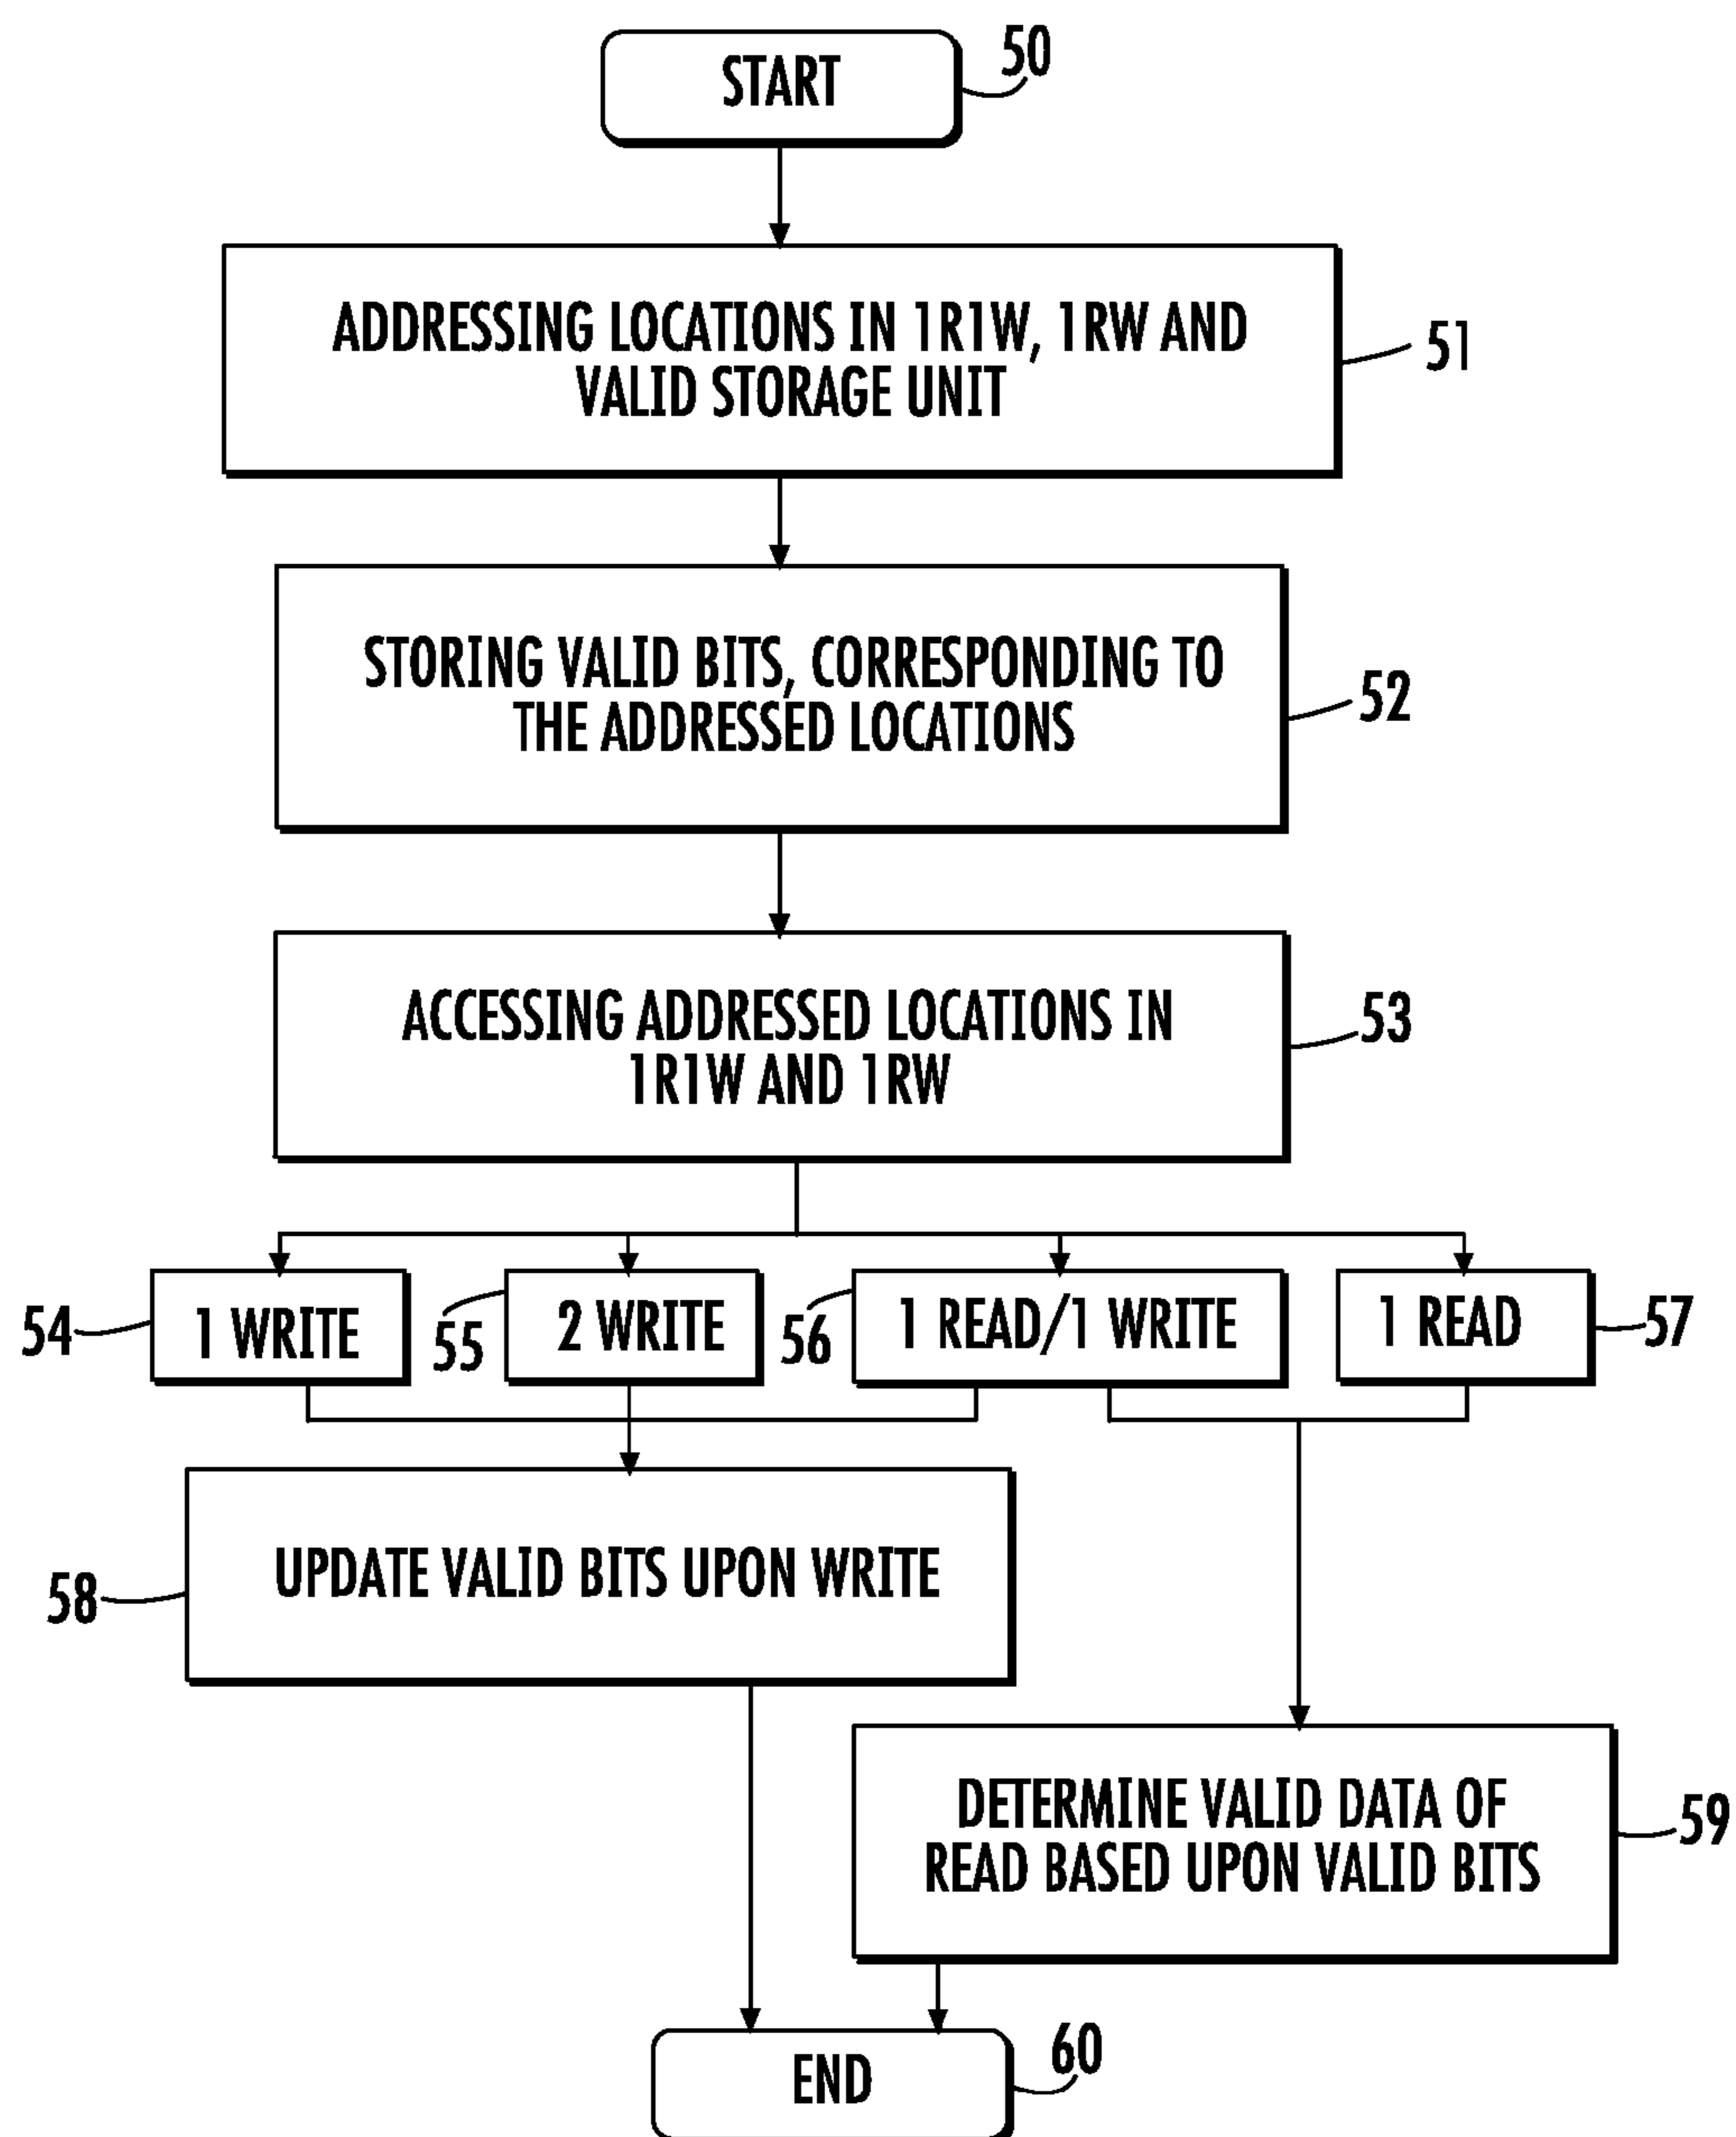 START
50
ADDRESSING LOCATIONS IN 1R1W, 1RW AND
VALID STORAGE UNIT
51
STORING VALID BITS, CORRESPONDING TO
THE ADDRESSED LOCATIONS
52
ACCESSING ADDRESSED LOCATIONS IN
1R1W AND 1RW
53
54
1 WRITE
55
2 WRITE
56
1 READ/1 WRITE
1 READ
57
58
UPDATE VALID BITS UPON WRITE
DETERMINE VALID DATA OF
READ BASED UPON VALID BITS
59
END
60